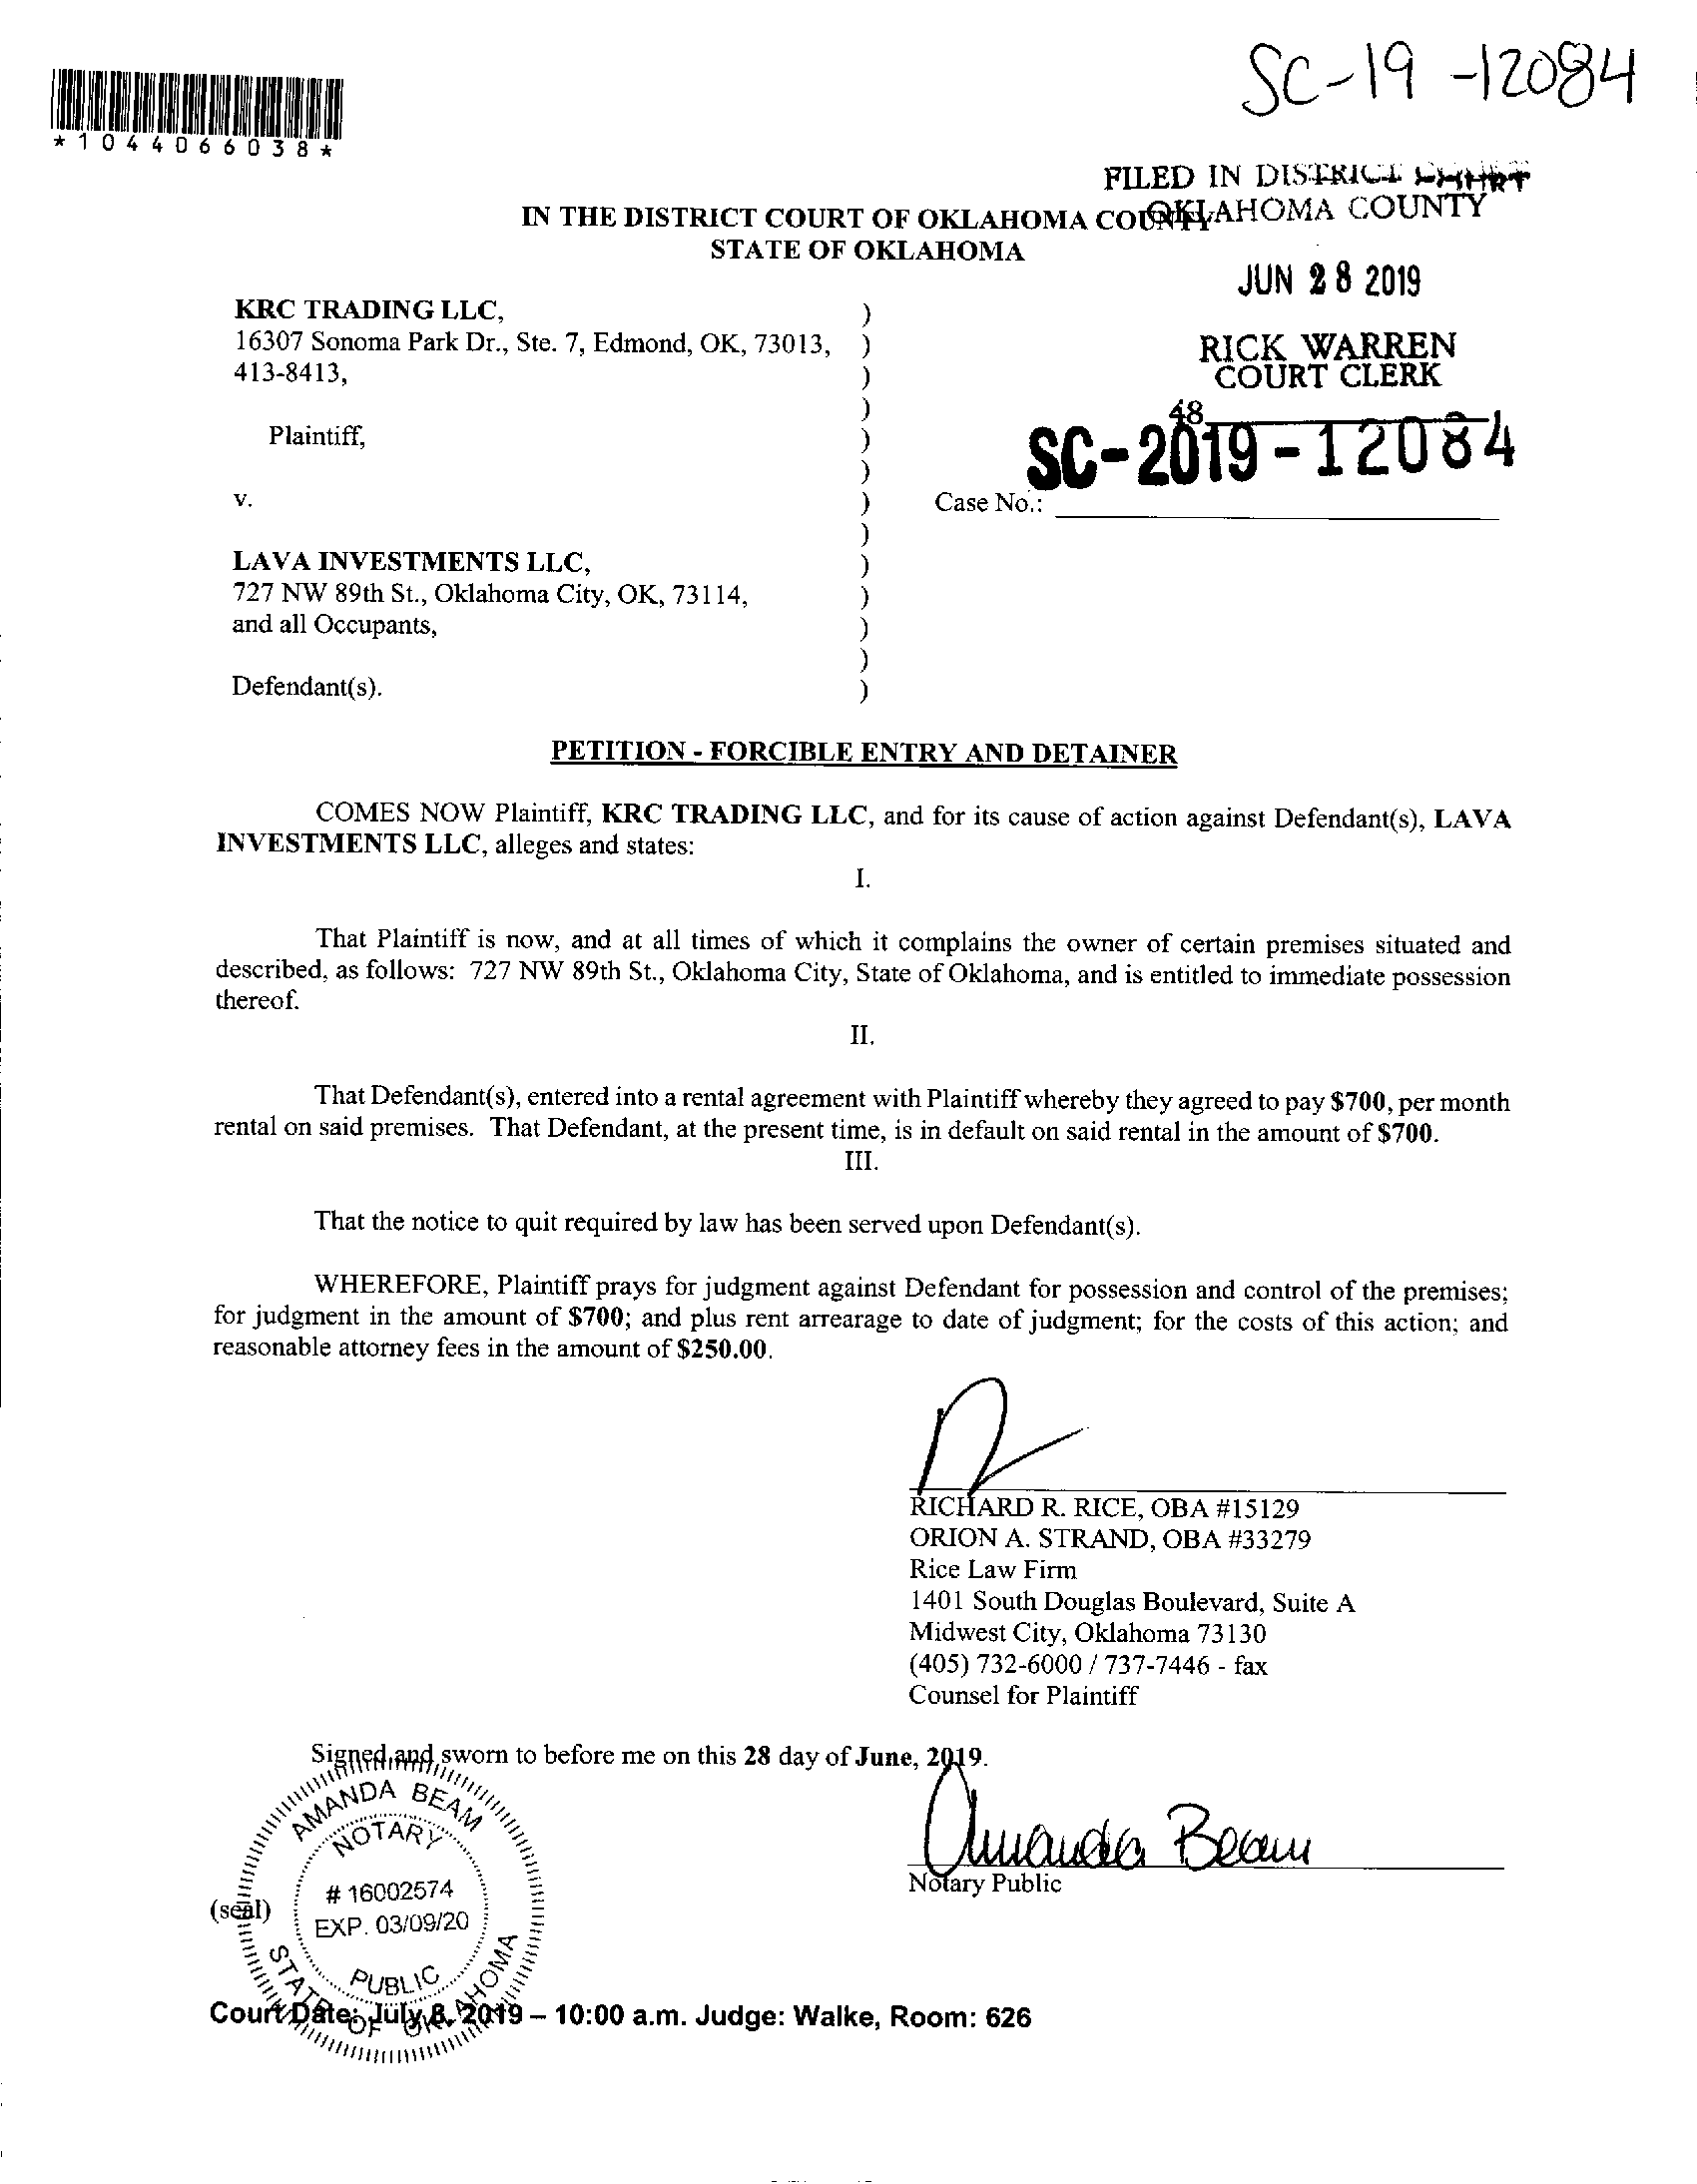 SC-19-12084
*1044066038*
FILED IN DISTRICT COURT
OKLAHOMA COUNTY
IN THE DISTRICT COURT OF OKLAHOMA COUNTY
STATE OF OKLAHOMA
JUN 28 2019
RICK WARREN
COURT CLERK
48
SC-2019-12084
KRC TRADING LLC, )
16307 Sonoma Park Dr., Ste. 7, Edmond, OK, 73013, )
413-8413, )
)
Plaintiff, )
)
v. ) Case No.:
)
LAVA INVESTMENTS LLC, )
727 NW 89th St., Oklahoma City, OK, 73114, )
and all Occupants, )
)
Defendant(s). )
PETITION - FORCIBLE ENTRY AND DETAINER
COMES NOW Plaintiff, KRC TRADING LLC, and for its cause of action against Defendant(s), LAVA
INVESTMENTS LLC, alleges and states:
I.
That Plaintiff is now, and at all times of which it complains the owner of certain premises situated and
described, as follows: 727 NW 89th St., Oklahoma City, State of Oklahoma, and is entitled to immediate possession
thereof.
II.
That Defendant(s), entered into a rental agreement with Plaintiff whereby they agreed to pay $700, per month
rental on said premises. That Defendant, at the present time, is in default on said rental in the amount of $700.
III.
That the notice to quit required by law has been served upon Defendant(s).
WHEREFORE, Plaintiff prays for judgment against Defendant for possession and control of the premises;
for judgment in the amount of $700; and plus rent arrearage to date of judgment; for the costs of this action; and
reasonable attorney fees in the amount of $250.00.
RICHARD R. RICE, OBA #15129
ORION A. STRAND, OBA #33279
Rice Law Firm
1401 South Douglas Boulevard, Suite A
Midwest City, Oklahoma 73130
(405) 732-6000 / 737-7446 - fax
Counsel for Plaintiff
Signed and sworn to before me on this 28 day of June, 2019.
Amanda Beam
Notary Public
(seal)
AMANDA BEAM
NOTARY
# 16002574
EXP. 03/09/20
PUBLIC
STATE OF OKLAHOMA
Court Date: July 8, 2019 – 10:00 a.m. Judge: Walke, Room: 626